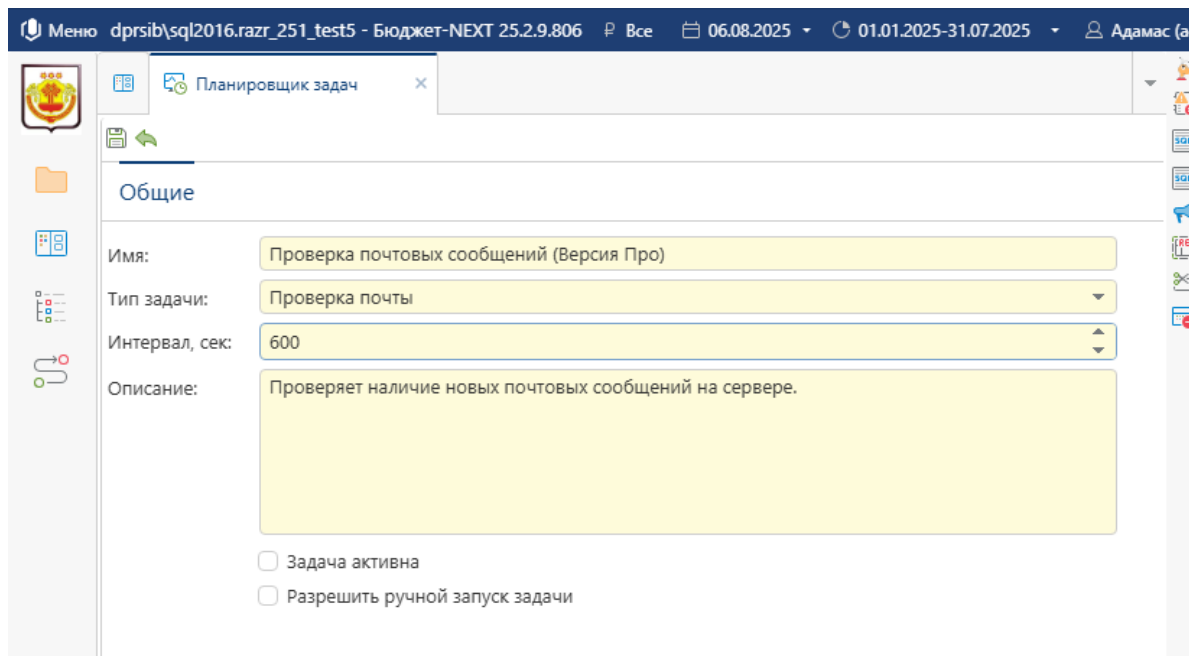 Меню dprsib\sql2016.razr_251_test5 - Бюджет-NEXT 25.2.9.806 ₽ Все 06.08.2025 01.01.2025-31.07.2025 Адамас (а
Планировщик задач
Общие
Имя: Проверка почтовых сообщений (Версия Про)
Тип задачи: Проверка почты
Интервал, сек: 600
Описание: Проверяет наличие новых почтовых сообщений на сервере.
Задача активна
Разрешить ручной запуск задачи